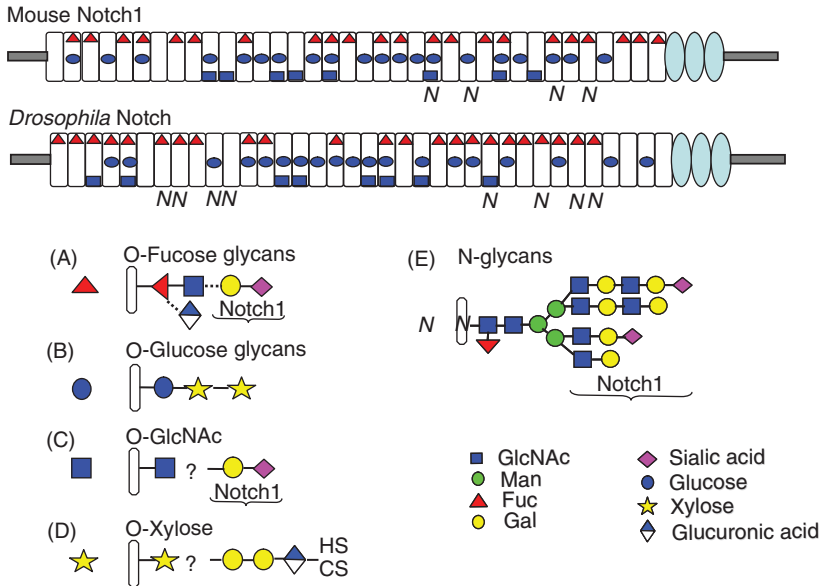 Mouse Notch1
N N N N
Drosophila Notch
NN NN N N NN
(A) O-Fucose glycans
Notch1
(B) O-Glucose glycans
(C) O-GlcNAc
?
Notch1
(D) O-Xylose
?
HS
CS
(E) N-glycans
N N
Notch1
GlcNAc
Man
Fuc
Gal
Sialic acid
Glucose
Xylose
Glucuronic acid